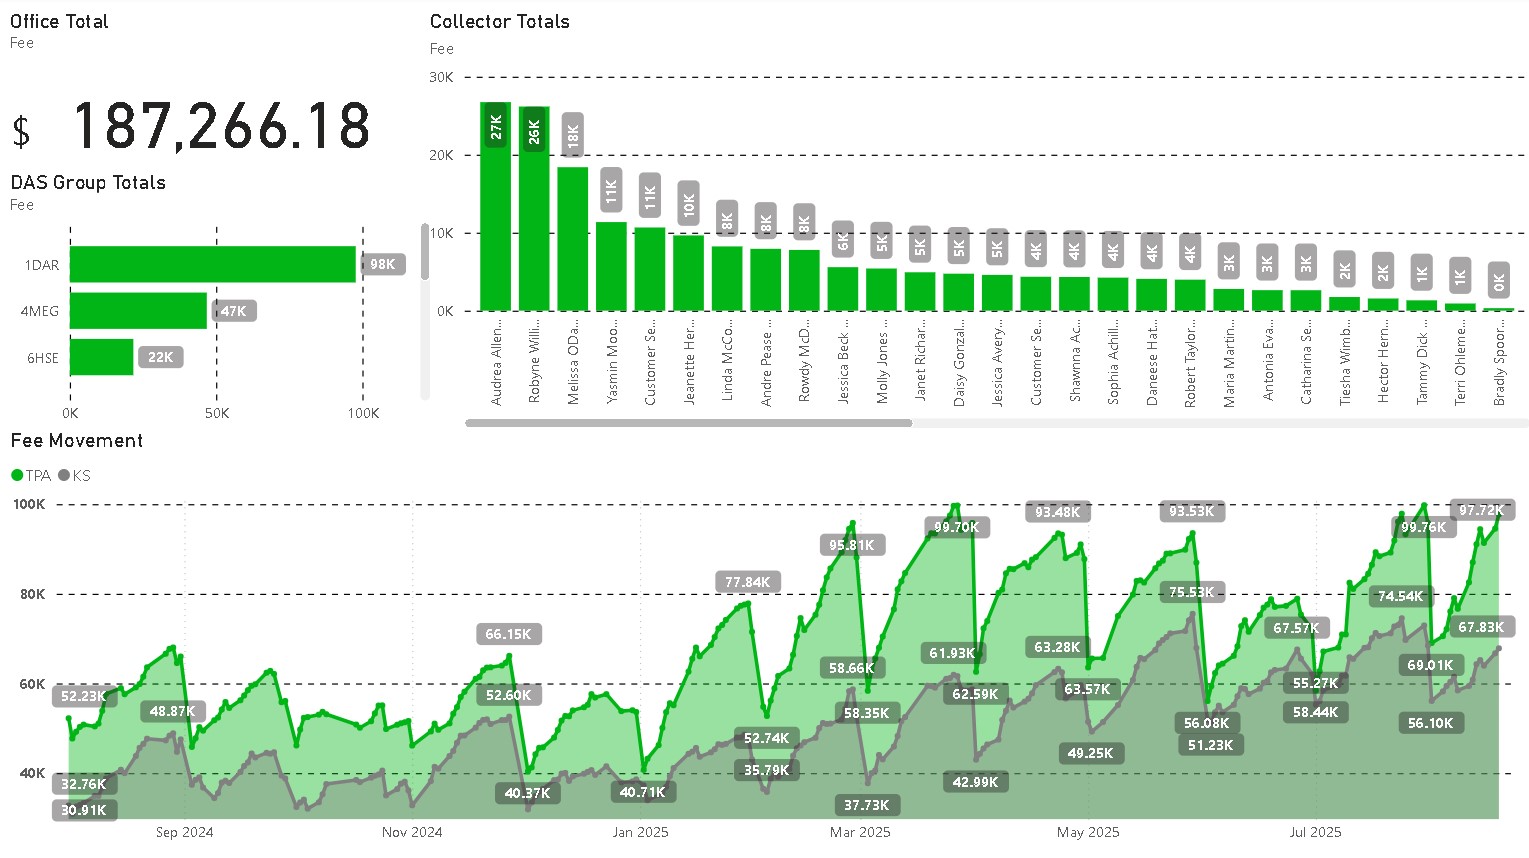 Office Total
Fee
$ 187,266.18
DAS Group Totals
Fee
1DAR
98K
4MEG
47K
6HSE
22K
0K
50K
100K
Collector Totals
Fee
30K
20K
10K
0K
27K
26K
18K
11K
11K
10K
8K
8K
8K
6K
5K
5K
5K
5K
4K
4K
4K
4K
4K
3K
3K
3K
2K
2K
1K
1K
0K
Audrea Allen...
Robyne Willi...
Melissa ODa...
Yasmin Moo...
Customer Se...
Jeanette Her...
Linda McCo...
Andre Pease ...
Rowdy McD...
Jessica Beck ...
Molly Jones ...
Janet Richar...
Daisy Gonzal...
Jessica Avery...
Customer Se...
Shawnna Ac...
Sophia Achill...
Daneese Hat...
Robert Taylor...
Maria Martin...
Antonia Eva...
Catharina Se...
Tiesha Wimb...
Hector Hern...
Tammy Dick ...
Terri Ohleme...
Bradly Spoor...
Fee Movement
TPA
KS
100K
80K
60K
40K
52.23K
32.76K
30.91K
48.87K
66.15K
52.60K
40.37K
40.71K
77.84K
52.74K
35.79K
95.81K
58.66K
58.35K
37.73K
99.70K
61.93K
62.59K
42.99K
93.48K
63.28K
63.57K
49.25K
93.53K
75.53K
56.08K
51.23K
67.57K
55.27K
58.44K
99.76K
74.54K
69.01K
56.10K
97.72K
67.83K
Sep 2024
Nov 2024
Jan 2025
Mar 2025
May 2025
Jul 2025